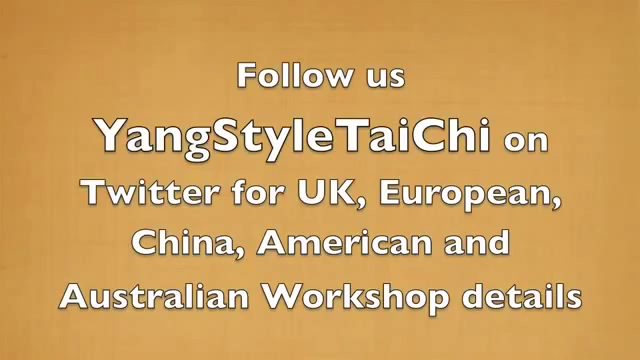 Follow us
YangStyleTaiChi on
Twitter for UK, European,
China, American and
Australian Workshop details